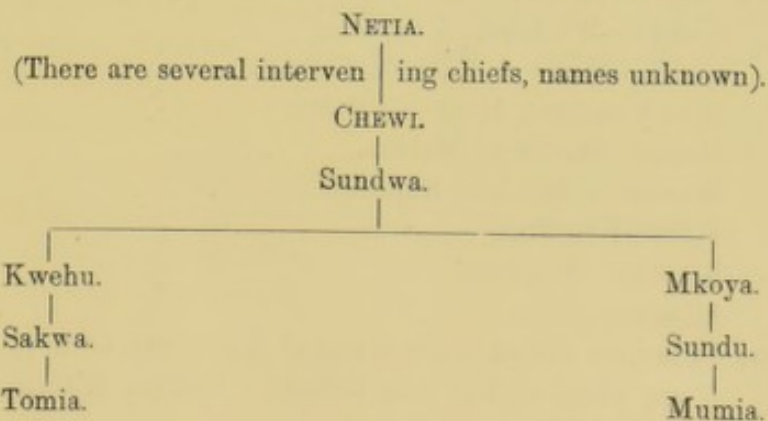 NETIA.
(There are several interven ing chiefs, names unknown).
CHEWI.
Sundwa.
Kwehu. Mkoya.
Sakwa. Sundu.
Tomia. Mumia.